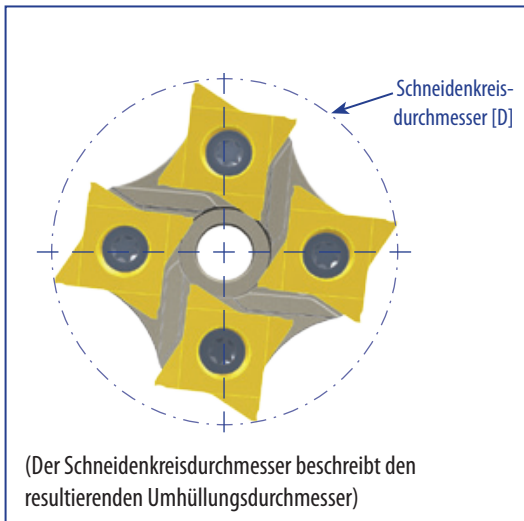 Schneidenkreis-
durchmesser [D]
(Der Schneidenkreisdurchmesser beschreibt den
resultierenden Umhüllungsdurchmesser)